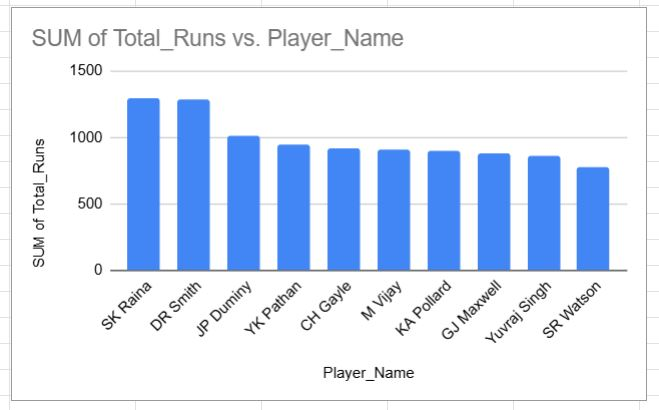 SUM of Total_Runs vs. Player_Name
1500
1000
500
0
SUM of Total_Runs
SK Raina
DR Smith
JP Duminy
YK Pathan
CH Gayle
M Vijay
KA Pollard
GJ Maxwell
Yuvraj Singh
SR Watson
Player_Name